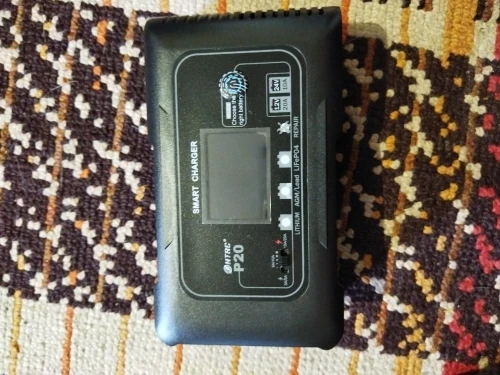 12V 24V
20A 10A
Choose the
right battery
SMART CHARGER
LITHIUM AGM/Lead LiFePO4 REPAIR
HTRC
P20